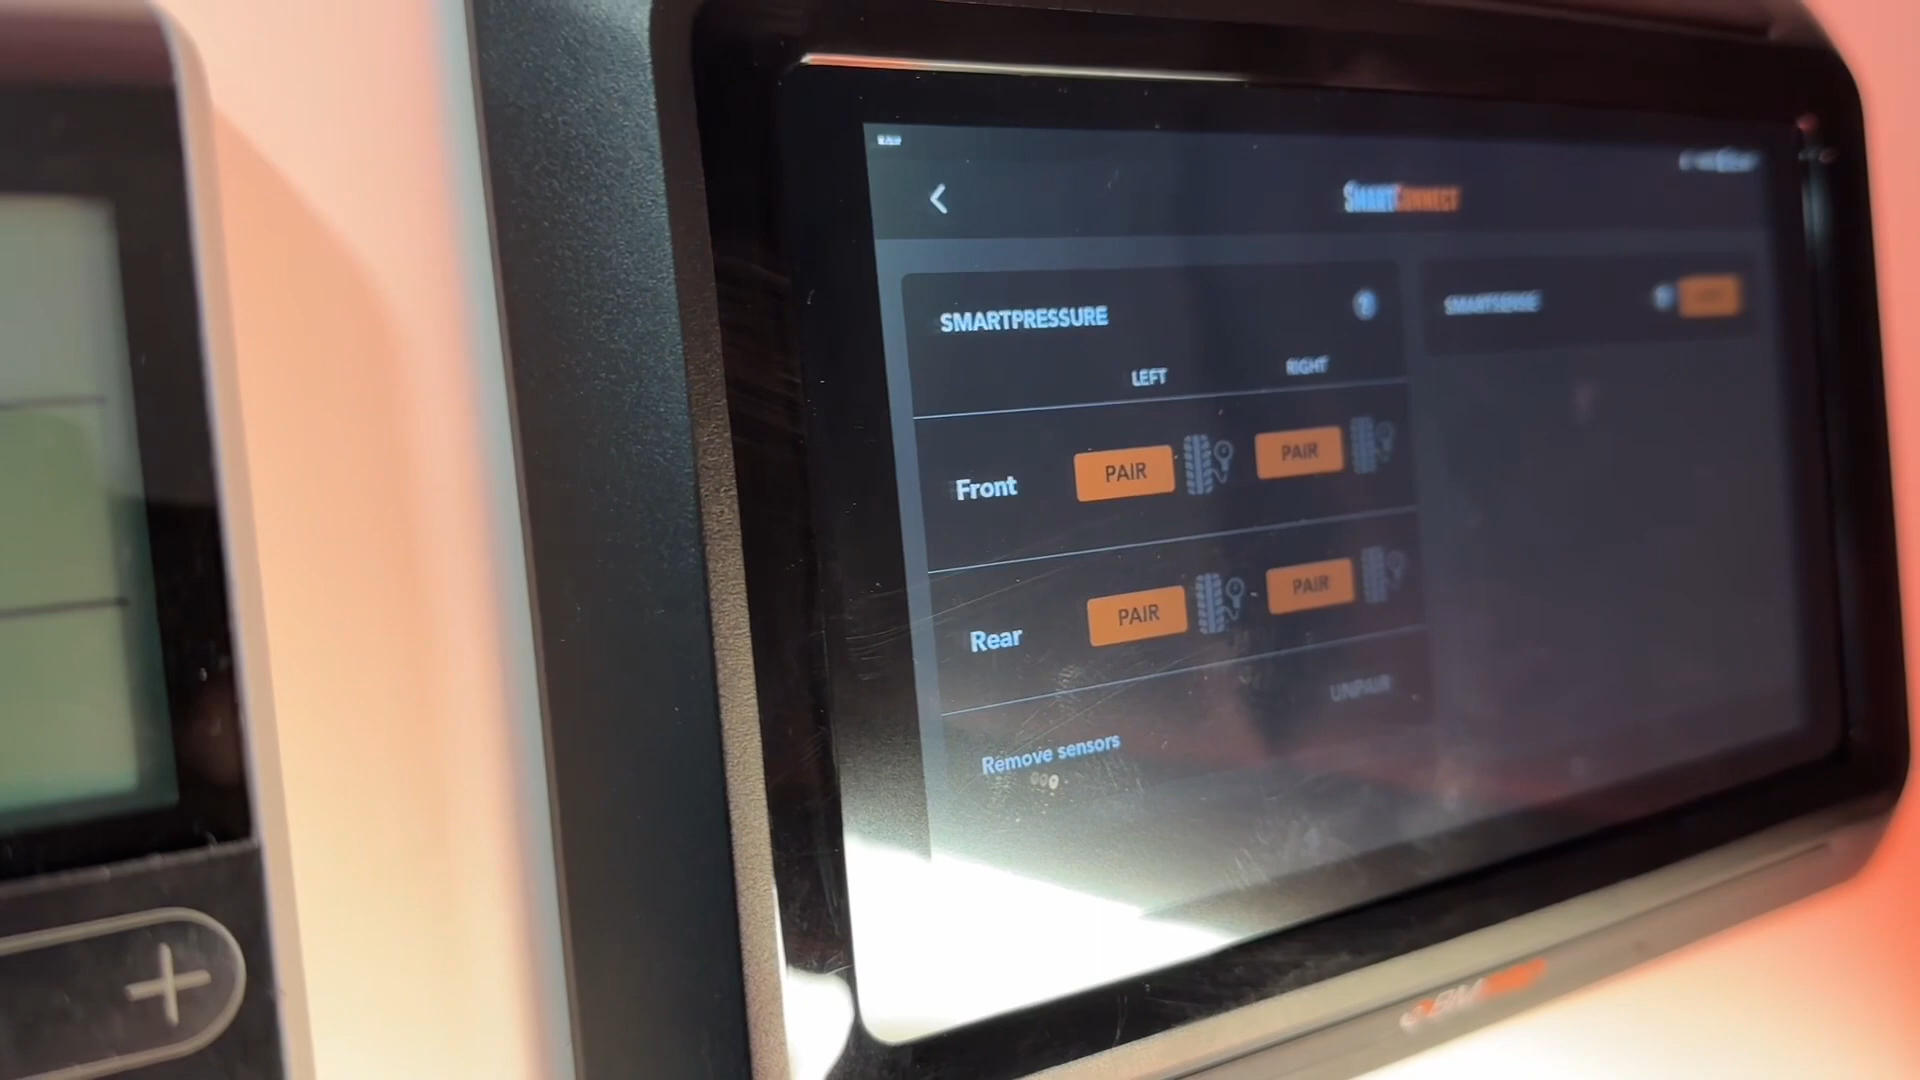 SMARTCONNECT
SMARTPRESSURE ?
LEFT RIGHT
Front PAIR PAIR
Rear PAIR PAIR
UNPAIR
Remove sensors
SMARTSENSE